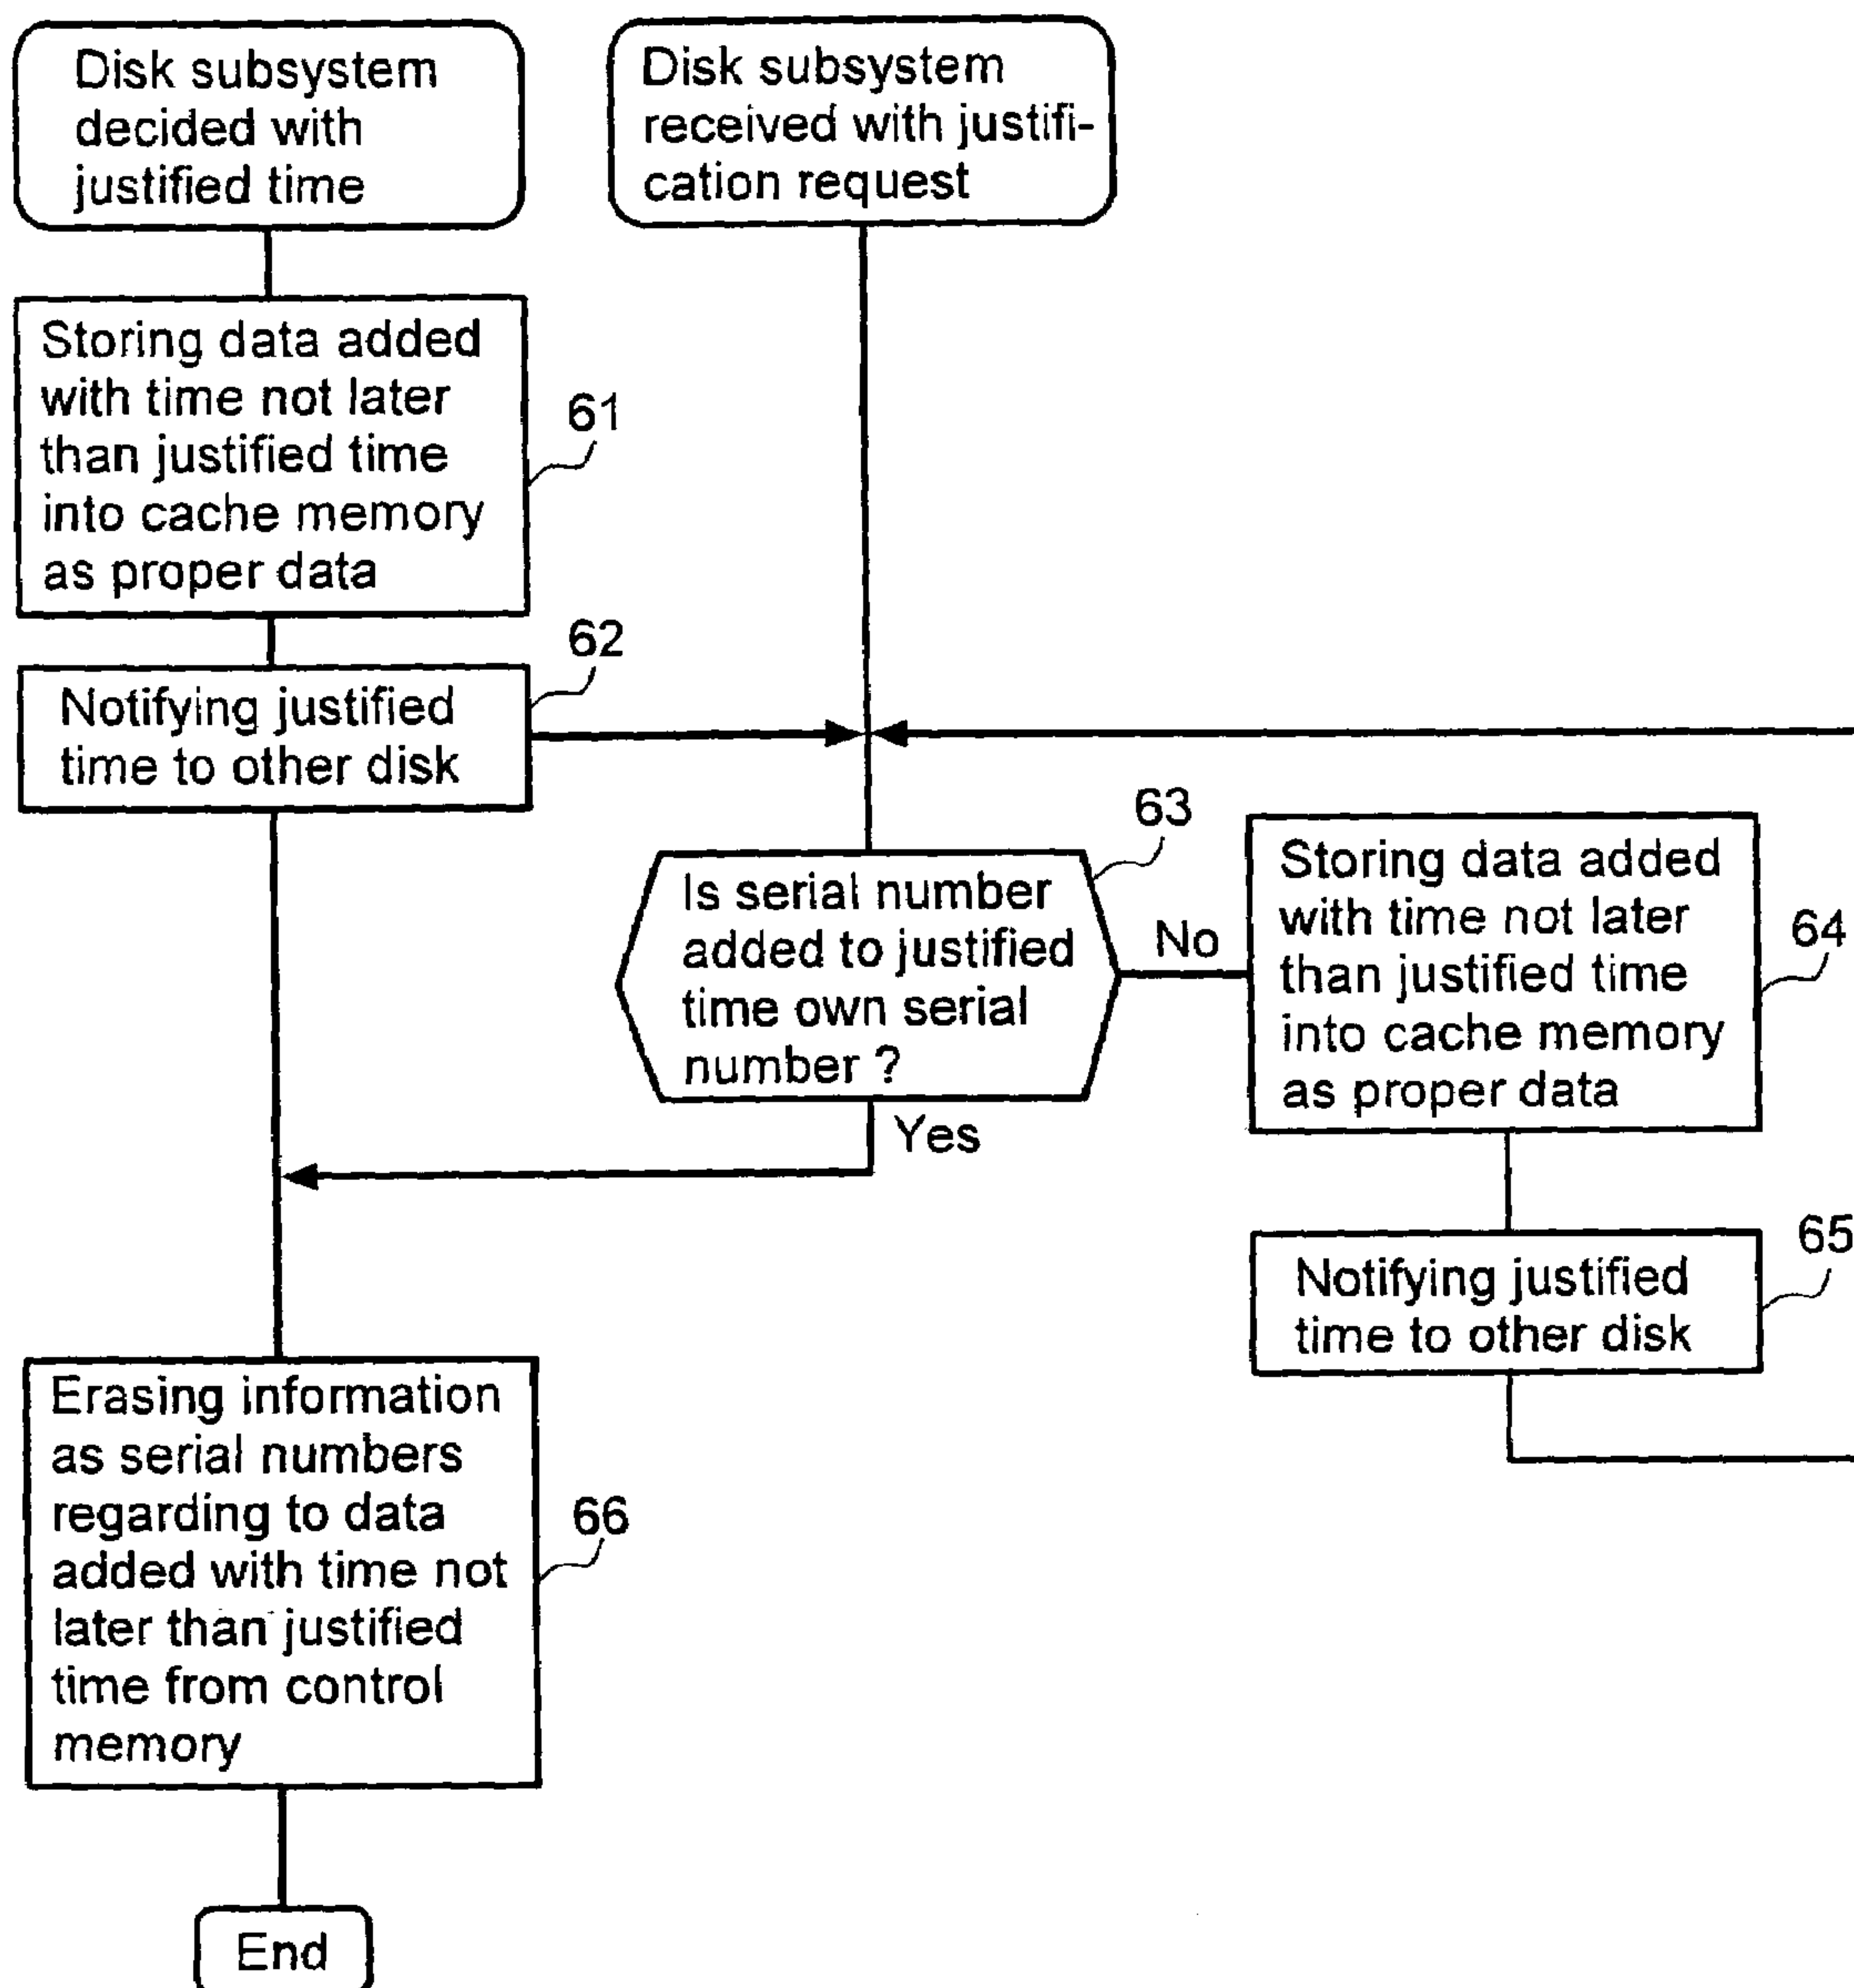 Disk subsystem
decided with
justified time
Disk subsystem
received with justifi-
cation request
Storing data added
with time not later
than justified time
into cache memory
as proper data
61
62
Notifying justified
time to other disk
63
Is serial number
added to justified
time own serial
number ?
No
Yes
Storing data added
with time not later
than justified time
into cache memory
as proper data
64
65
Notifying justified
time to other disk
Erasing information
as serial numbers
regarding to data
added with time not
later than justified
time from control
memory
66
End